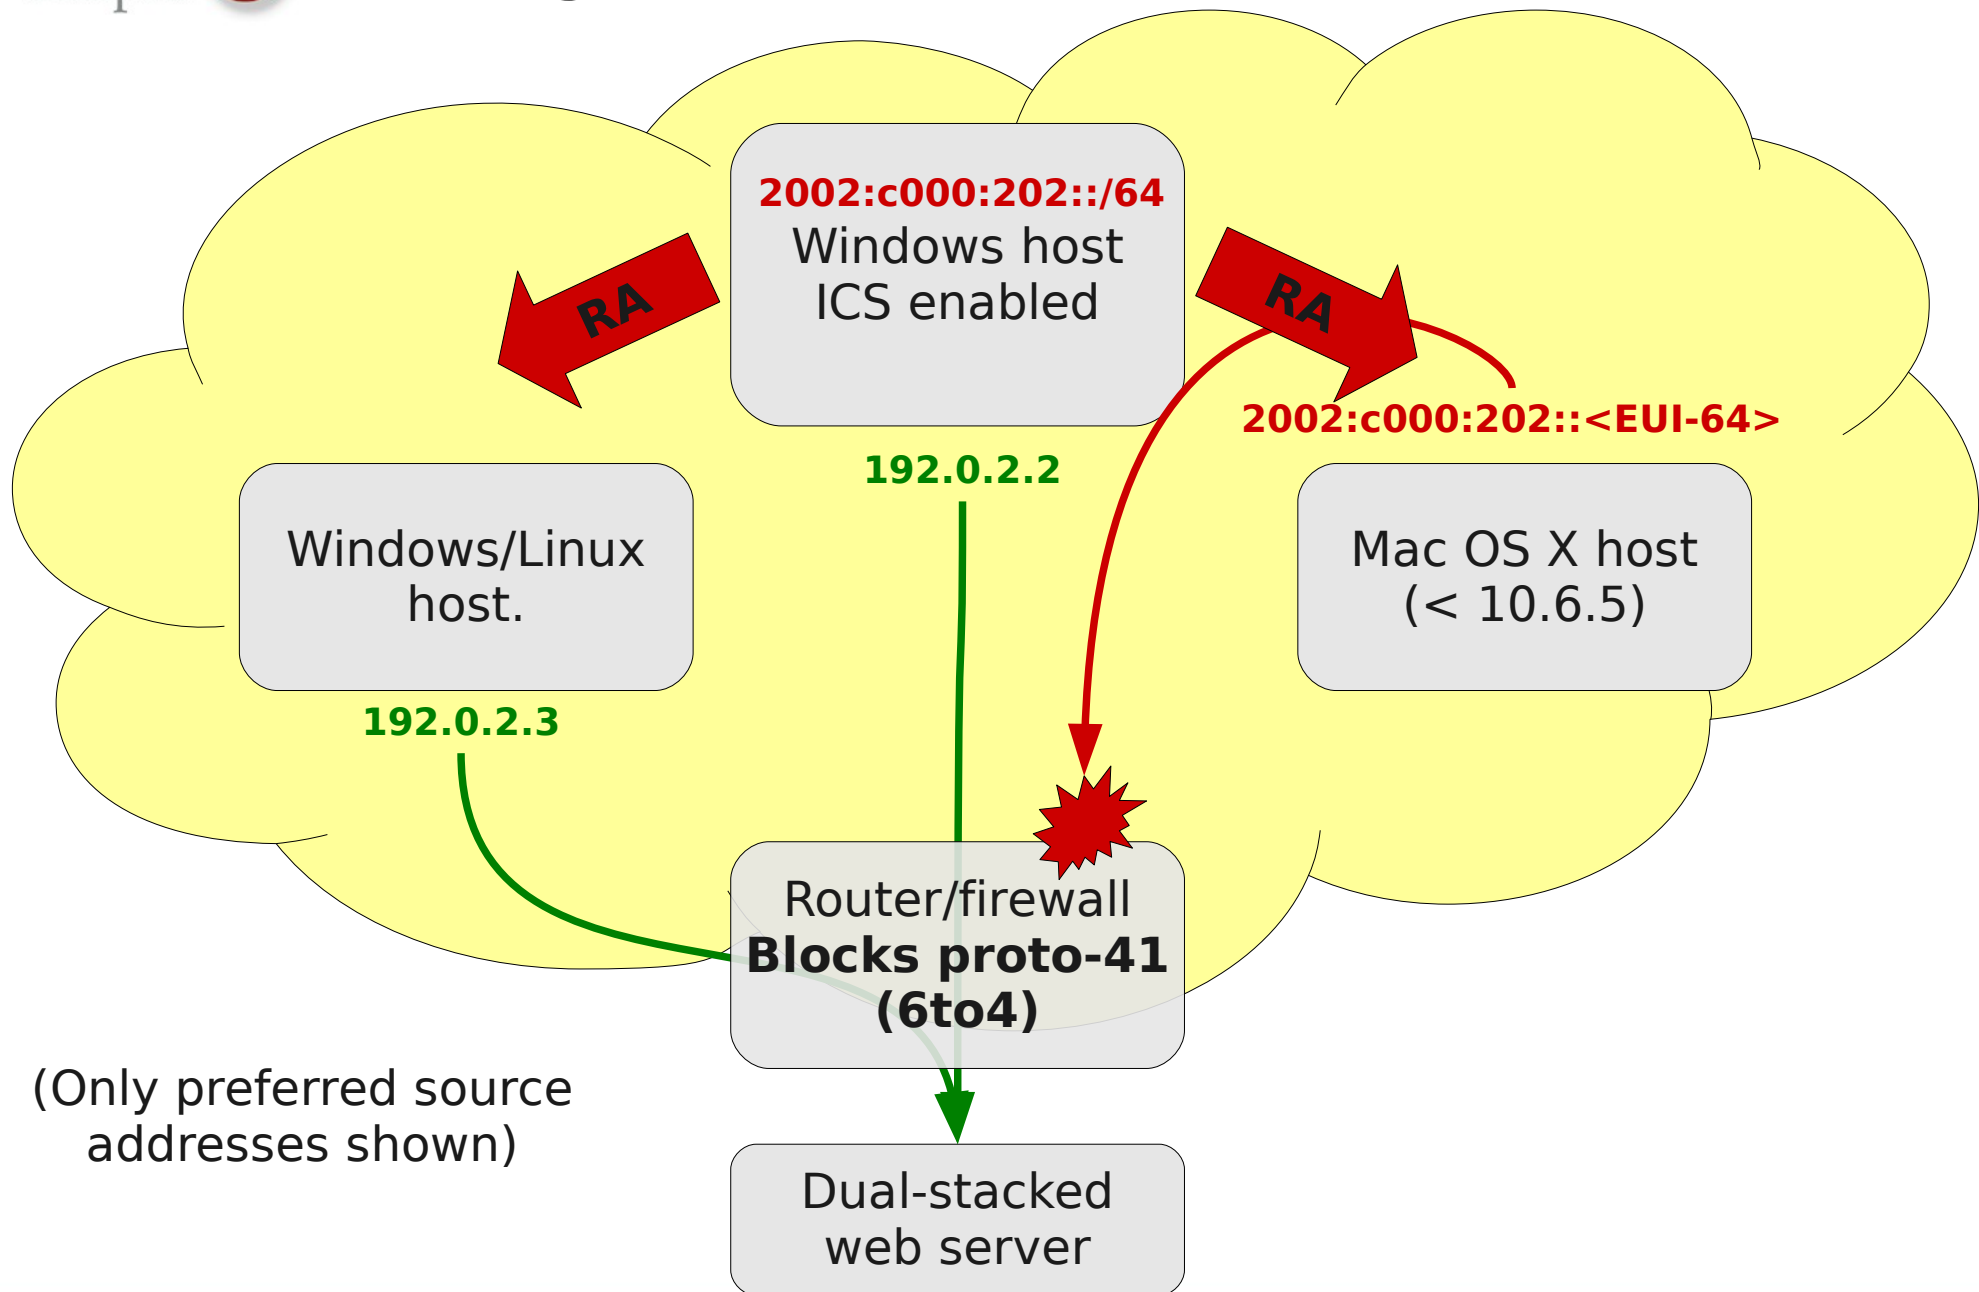 2002:c000:202::/64
Windows host
ICS enabled
RA
RA
2002:c000:202::<EUI-64>
192.0.2.2
Windows/Linux
host.
Mac OS X host
(< 10.6.5)
192.0.2.3
Router/firewall
Blocks proto-41
(6to4)
(Only preferred source
addresses shown)
Dual-stacked
web server